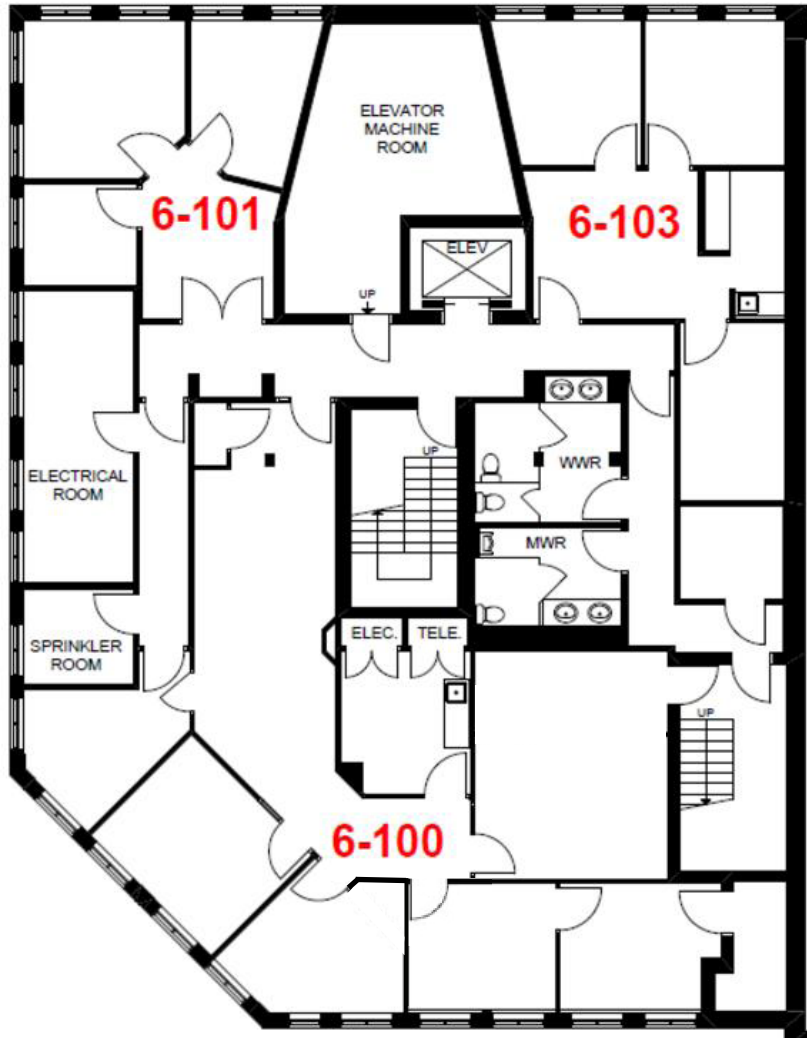 ELEVATOR
MACHINE
ROOM
6-101
6-103
ELEV
UP
UP
ELECTRICAL
ROOM
WWR
MWR
SPRINKLER
ROOM
ELEC.
TELE.
UP
6-100